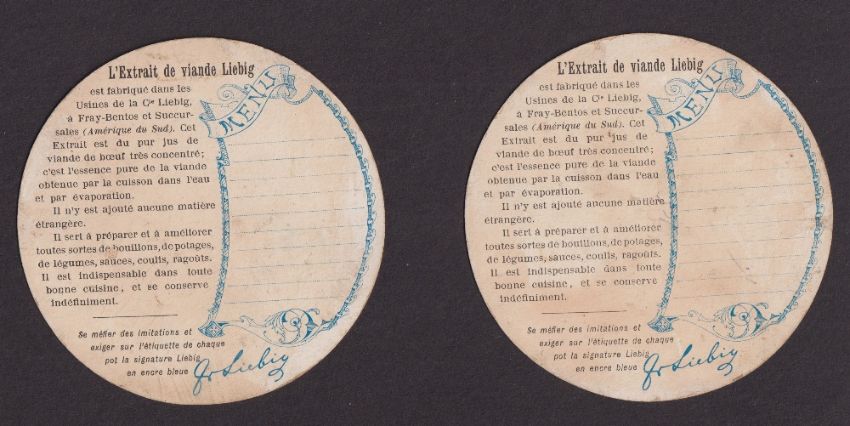 L'Extrait de viande Liebig
est fabriqué dans les
Usines de la Cie Liebig,
à Fray-Bentos et Succur-
sales (Amérique du Sud). Cet
Extrait est du pur jus de
viande de bœuf très concentré;
c'est l'essence pure de la viande
obtenue par la cuisson dans l'eau
et par évaporation.
Il n'y est ajouté aucune matière
étrangère.
Il sert à préparer et à améliorer
toutes sortes de bouillons, de potages,
de légumes, sauces, coulis, ragoûts.
Il est indispensable dans toute
bonne cuisine, et se conserve
indéfiniment.
Se méfier des imitations et
exiger sur l'étiquette de chaque
pot la signature Liebig
en encre bleue
Jv Liebig
MENU
L'Extrait de viande Liebig
est fabriqué dans les
Usines de la Cie Liebig,
à Fray-Bentos et Succur-
sales (Amérique du Sud). Cet
Extrait est du pur jus de
viande de bœuf très concentré;
c'est l'essence pure de la viande
obtenue par la cuisson dans l'eau
et par évaporation.
Il n'y est ajouté aucune matière
étrangère.
Il sert à préparer et à améliorer
toutes sortes de bouillons, de potages,
de légumes, sauces, coulis, ragoûts.
Il est indispensable dans toute
bonne cuisine, et se conserve
indéfiniment.
Se méfier des imitations et
exiger sur l'étiquette de chaque
pot la signature Liebig
en encre bleue
Jv Liebig
MENU